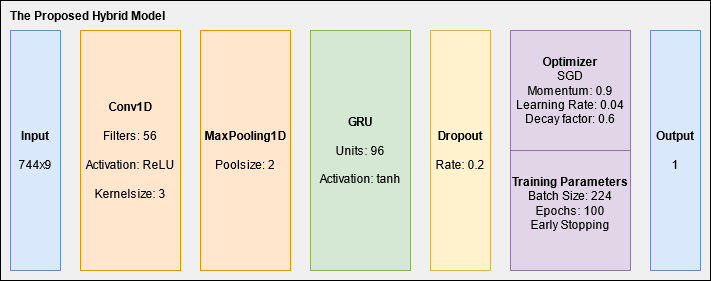 The Proposed Hybrid Model
Input
744x9
Conv1D
Filters: 56
Activation: ReLU
Kernelsize: 3
MaxPooling1D
Poolsize: 2
GRU
Units: 96
Activation: tanh
Dropout
Rate: 0.2
Optimizer
SGD
Momentum: 0.9
Learning Rate: 0.04
Decay factor: 0.6
Training Parameters
Batch Size: 224
Epochs: 100
Early Stopping
Output
1